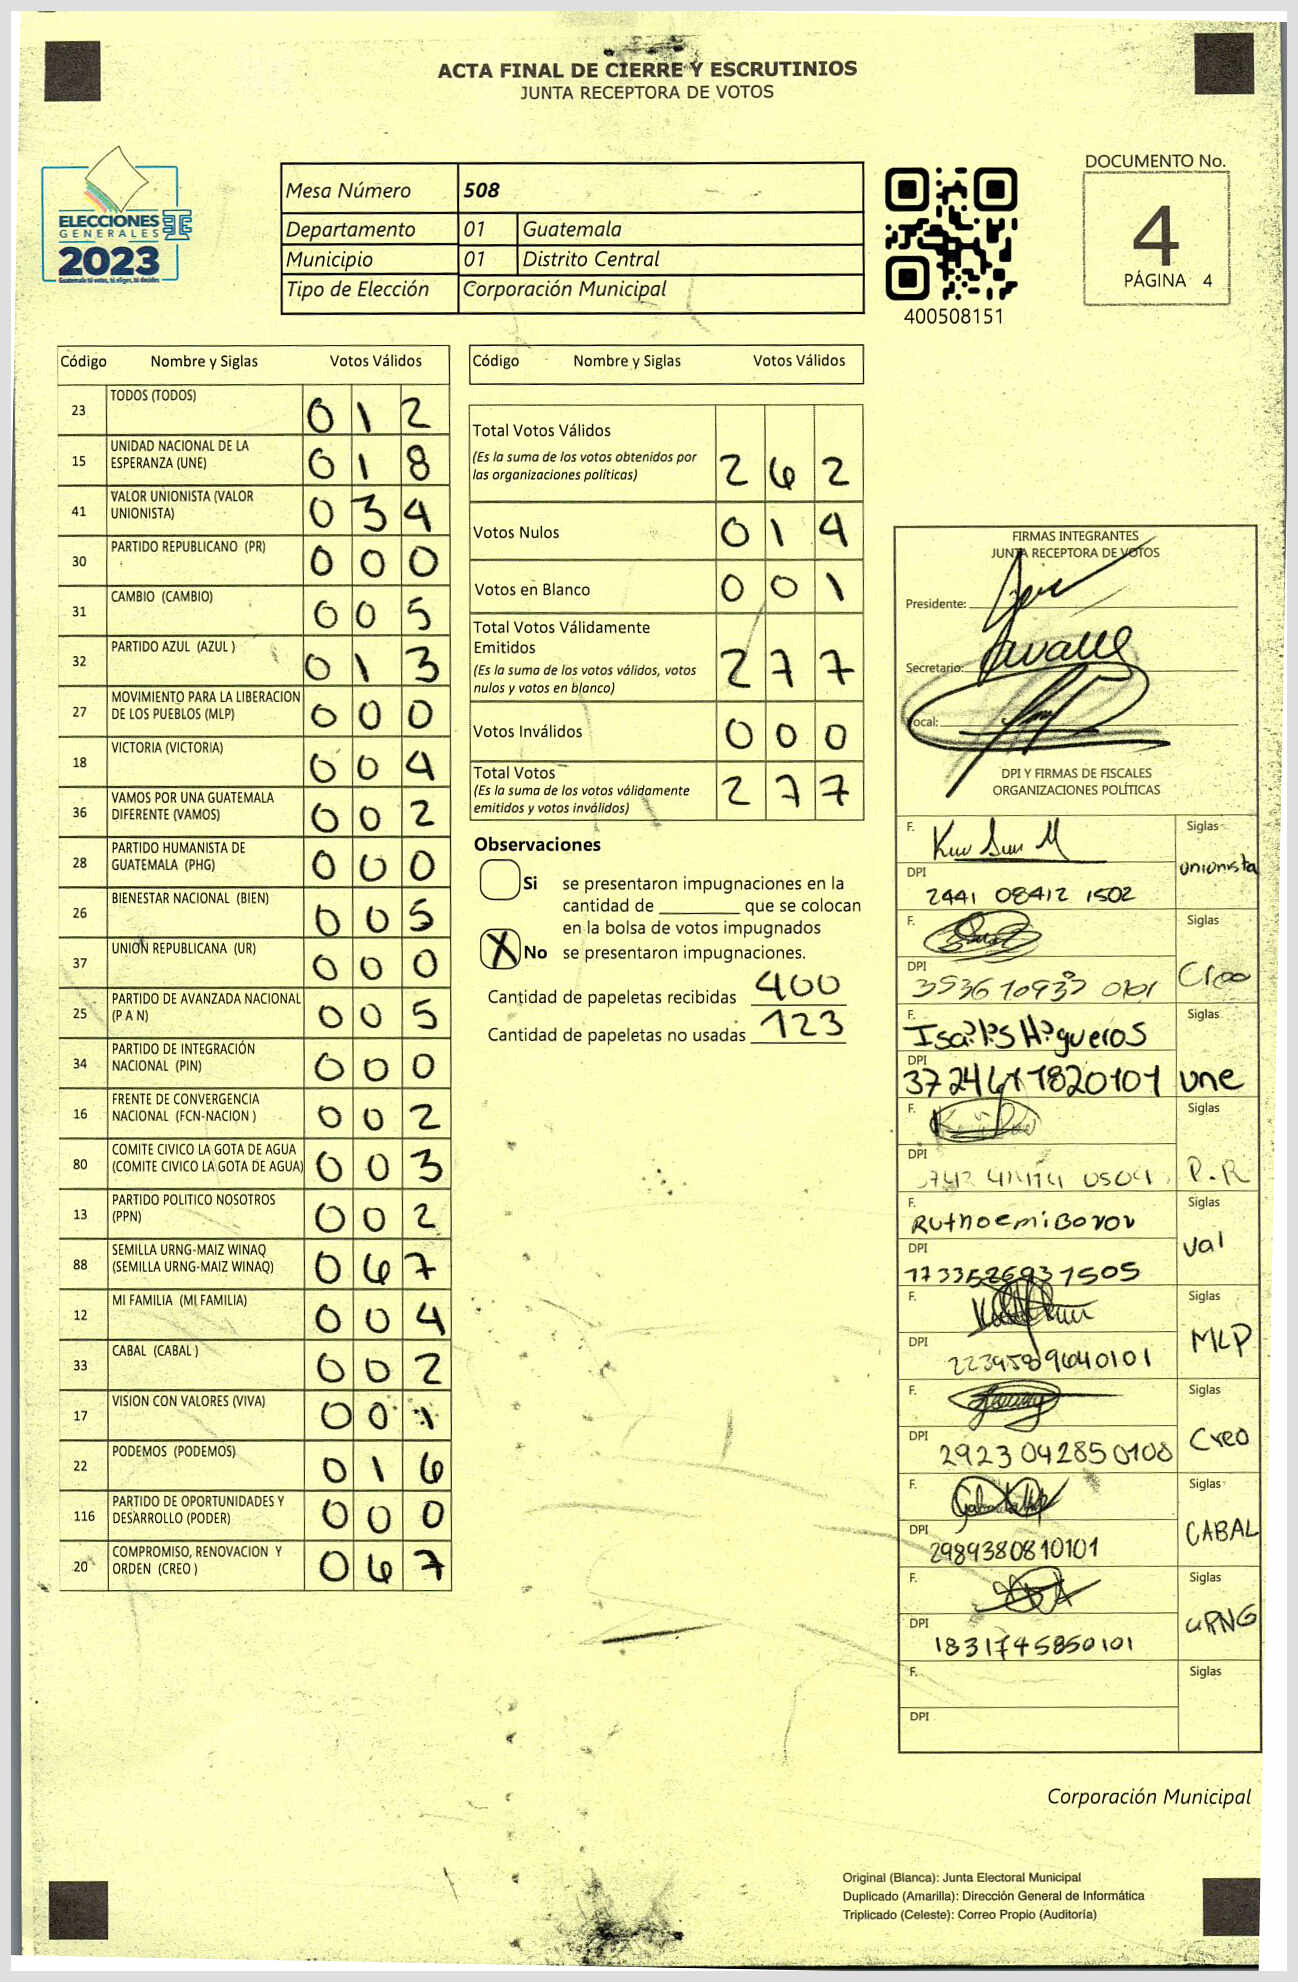 ACTA FINAL DE CIERRE Y ESCRUTINIOS
JUNTA RECEPTORA DE VOTOS
ELECCIONES
GENERALES
2023
Guatemala tú votas, tú eliges, tú decides
TSE
Mesa Número 508
Departamento 01 Guatemala
Municipio 01 Distrito Central
Tipo de Elección Corporación Municipal
400508151
DOCUMENTO No.
4
PÁGINA 4
Código Nombre y Siglas Votos Válidos
23 TODOS (TODOS) 0 1 2
15 UNIDAD NACIONAL DE LA
ESPERANZA (UNE) 0 1 8
41 VALOR UNIONISTA (VALOR
UNIONISTA) 0 3 4
30 PARTIDO REPUBLICANO (PR) 0 0 0
31 CAMBIO (CAMBIO) 0 0 5
32 PARTIDO AZUL (AZUL ) 0 1 3
27 MOVIMIENTO PARA LA LIBERACION
DE LOS PUEBLOS (MLP) 0 0 0
18 VICTORIA (VICTORIA) 0 0 4
36 VAMOS POR UNA GUATEMALA
DIFERENTE (VAMOS) 0 0 2
28 PARTIDO HUMANISTA DE
GUATEMALA (PHG) 0 0 0
26 BIENESTAR NACIONAL (BIEN) 0 0 5
37 UNION REPUBLICANA (UR) 0 0 0
25 PARTIDO DE AVANZADA NACIONAL
(P A N) 0 0 5
34 PARTIDO DE INTEGRACIÓN
NACIONAL (PIN) 0 0 0
16 FRENTE DE CONVERGENCIA
NACIONAL (FCN-NACION ) 0 0 2
80 COMITE CIVICO LA GOTA DE AGUA
(COMITE CIVICO LA GOTA DE AGUA) 0 0 3
13 PARTIDO POLITICO NOSOTROS
(PPN) 0 0 2
88 SEMILLA URNG-MAIZ WINAQ
(SEMILLA URNG-MAIZ WINAQ) 0 6 7
12 MI FAMILIA (MI FAMILIA) 0 0 4
33 CABAL (CABAL ) 0 0 2
17 VISION CON VALORES (VIVA) 0 0 1
22 PODEMOS (PODEMOS) 0 1 6
116 PARTIDO DE OPORTUNIDADES Y
DESARROLLO (PODER) 0 0 0
20 COMPROMISO, RENOVACION Y
ORDEN (CREO ) 0 6 7
Código Nombre y Siglas Votos Válidos
Total Votos Válidos
(Es la suma de los votos obtenidos por
las organizaciones políticas) 2 6 2
Votos Nulos 0 1 4
Votos en Blanco 0 0 1
Total Votos Válidamente
Emitidos
(Es la suma de los votos válidos, votos
nulos y votos en blanco) 2 7 7
Votos Inválidos 0 0 0
Total Votos
(Es la suma de los votos válidamente
emitidos y votos inválidos) 2 7 7
Observaciones
Si se presentaron impugnaciones en la
cantidad de ________ que se colocan
en la bolsa de votos impugnados
X No se presentaron impugnaciones.
Cantidad de papeletas recibidas 400
Cantidad de papeletas no usadas 123
FIRMAS INTEGRANTES
JUNTA RECEPTORA DE VOTOS
Presidente:
Secretario:
Vocal:
DPI Y FIRMAS DE FISCALES
ORGANIZACIONES POLÍTICAS
F. Siglas
unionista
DPI
2441 08412 1502
F. Siglas
Creo
DPI
F. Siglas
Higueros
DPI
une
F. Siglas
DPI
P.R
F. Siglas
val
DPI
F. Siglas
MLP
DPI
F. Siglas
Creo
DPI
2923042850108
F. Siglas
CABAL
DPI
2989380810101
F. Siglas
URNG
DPI
1831745850101
F. Siglas
DPI
Corporación Municipal
Original (Blanca): Junta Electoral Municipal
Duplicado (Amarilla): Dirección General de Informática
Triplicado (Celeste): Correo Propio (Auditoría)